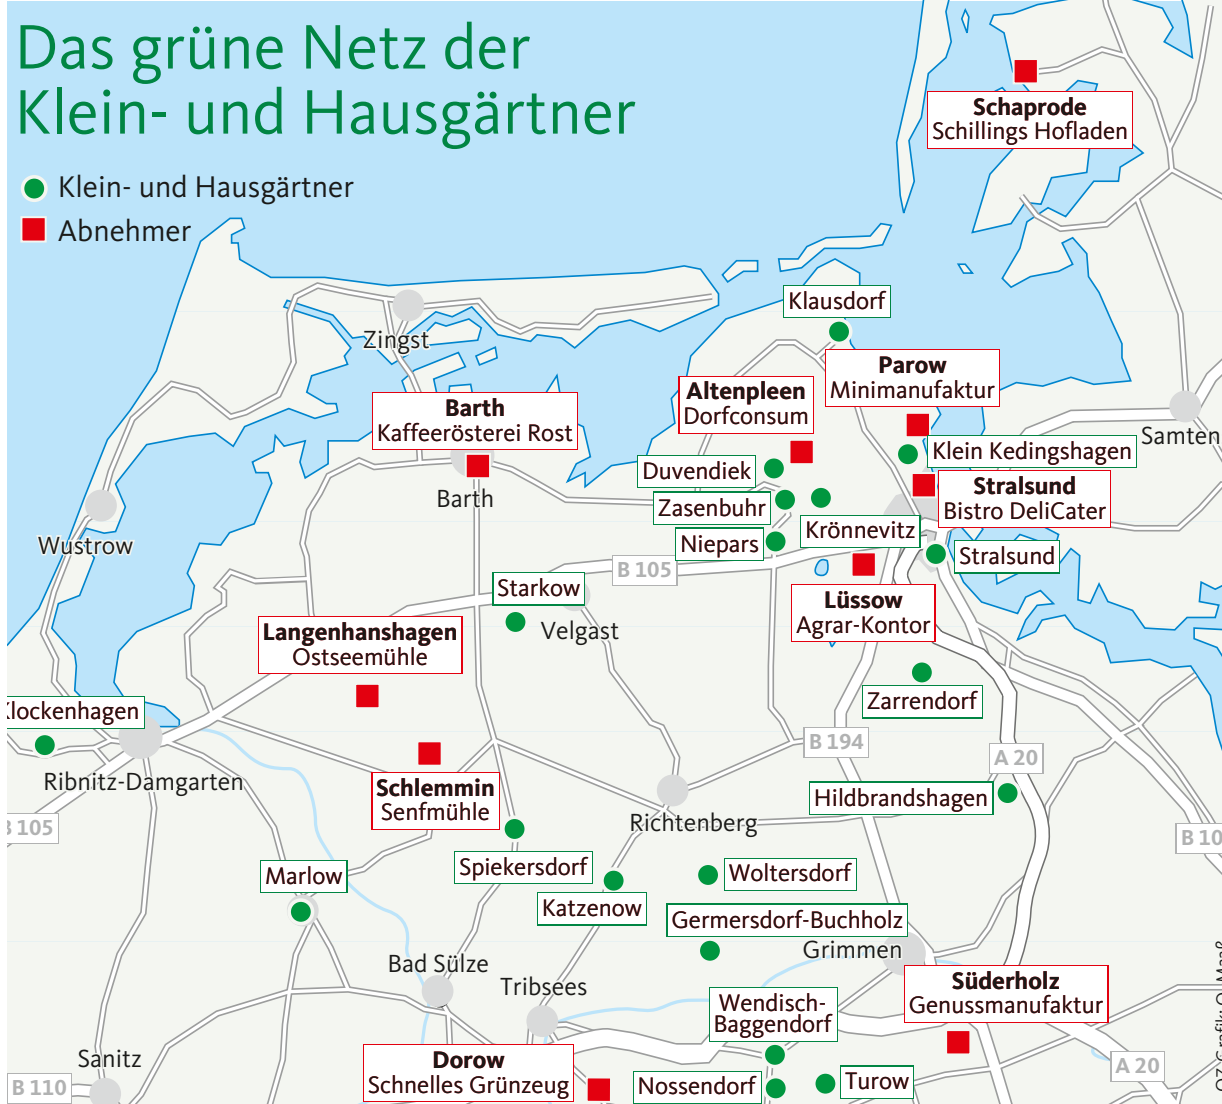 Das grüne Netz der
Klein- und Hausgärtner
Klein- und Hausgärtner
Abnehmer
Schaprode
Schillings Hofladen
Klausdorf
Zingst
Parow
Minimanufaktur
Altenpleen
Dorfconsum
Barth
Kaffeerösterei Rost
Samtens
Klein Kedingshagen
Duvendiek
Barth
Stralsund
Bistro DeliCater
Zasenbuhr
Krönnevitz
Niepars
Wustrow
Stralsund
B 105
Starkow
Lüssow
Agrar-Kontor
Velgast
Langenhanshagen
Ostseemühle
Zarrendorf
Klockenhagen
B 194
A 20
Ribnitz-Damgarten
Schlemmin
Senfmühle
Hildbrandshagen
Richtenberg
B 105
B 10
Spiekersdorf
Woltersdorf
Marlow
Katzenow
Germersdorf-Buchholz
Grimmen
Bad Sülze
Tribsees
Süderholz
Genussmanufaktur
Wendisch-
Baggendorf
Sanitz
Dorow
Schnelles Grünzeug
A 20
B 110
Nossendorf
Turow